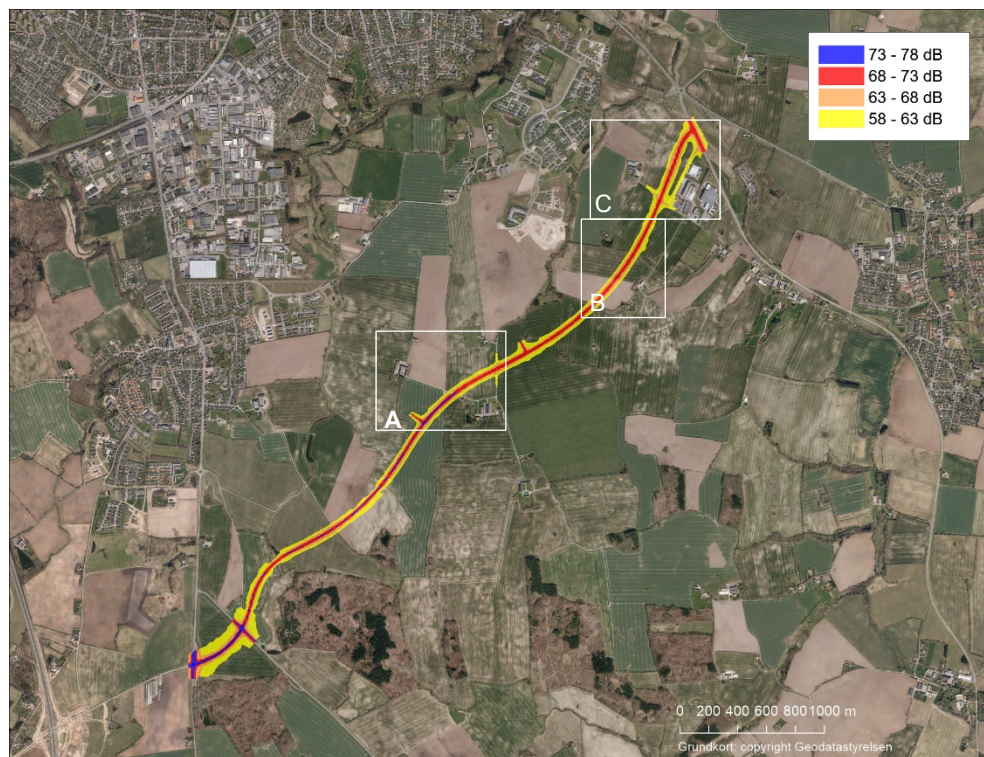 73 - 78 dB
68 - 73 dB
63 - 68 dB
58 - 63 dB
C
B
A
0 200 400 600 800 1000 m
Grundkort: copyright Geodatastyrelsen